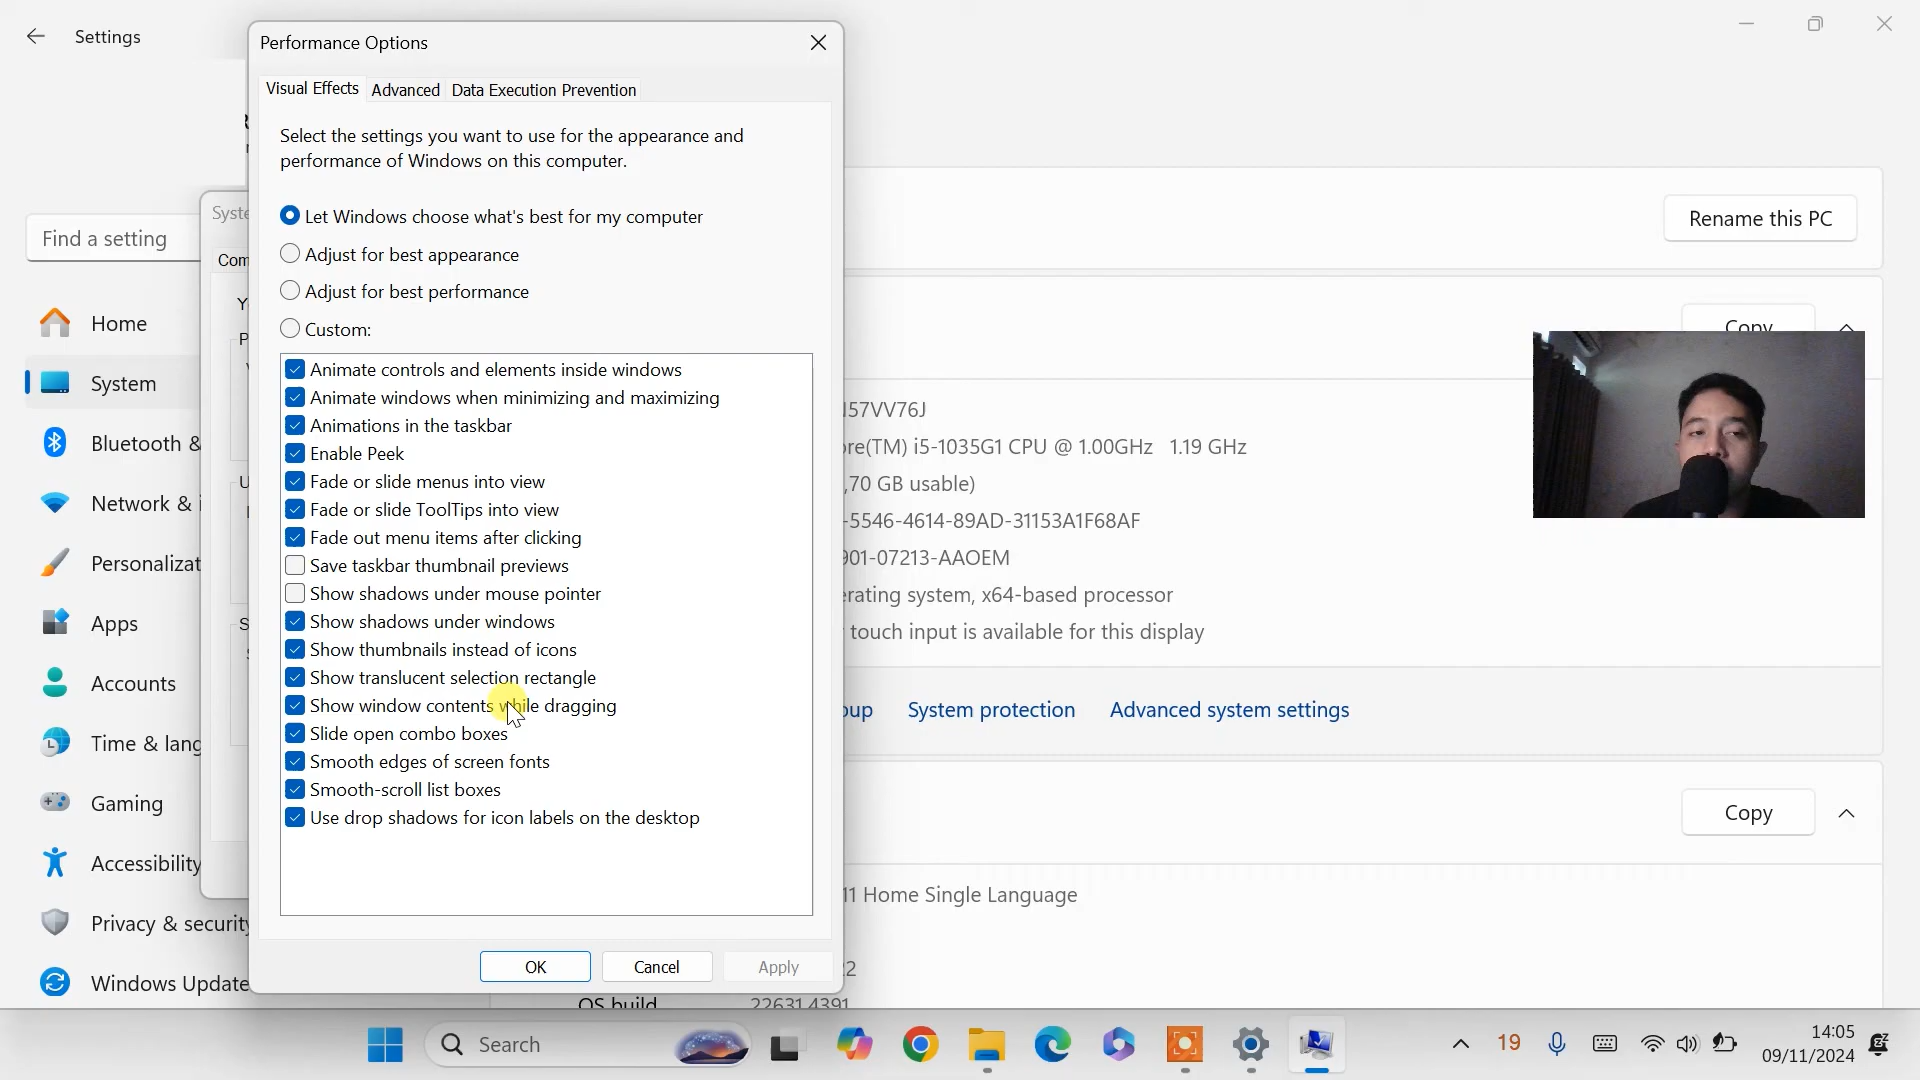 Settings
Find a setting
Home
System
Bluetooth &
Network &
Personalizat
Apps
Accounts
Time & lang
Gaming
Accessibility
Privacy & security
Windows Update
Syste
Com
Performance Options
Visual Effects
Advanced
Data Execution Prevention
Select the settings you want to use for the appearance and
performance of Windows on this computer.
Let Windows choose what's best for my computer
Adjust for best appearance
Adjust for best performance
Custom:
Animate controls and elements inside windows
Animate windows when minimizing and maximizing
Animations in the taskbar
Enable Peek
Fade or slide menus into view
Fade or slide ToolTips into view
Fade out menu items after clicking
Save taskbar thumbnail previews
Show shadows under mouse pointer
Show shadows under windows
Show thumbnails instead of icons
Show translucent selection rectangle
Show window contents while dragging
Slide open combo boxes
Smooth edges of screen fonts
Smooth-scroll list boxes
Use drop shadows for icon labels on the desktop
OK
Cancel
Apply
Rename this PC
Copy
J57VV76J
re(TM) i5-1035G1 CPU @ 1.00GHz 1.19 GHz
,70 GB usable)
-5546-4614-89AD-31153A1F68AF
901-07213-AAOEM
erating system, x64-based processor
touch input is available for this display
oup
System protection
Advanced system settings
Copy
11 Home Single Language
OS build
22631.4391
Search
19
14:05
09/11/2024